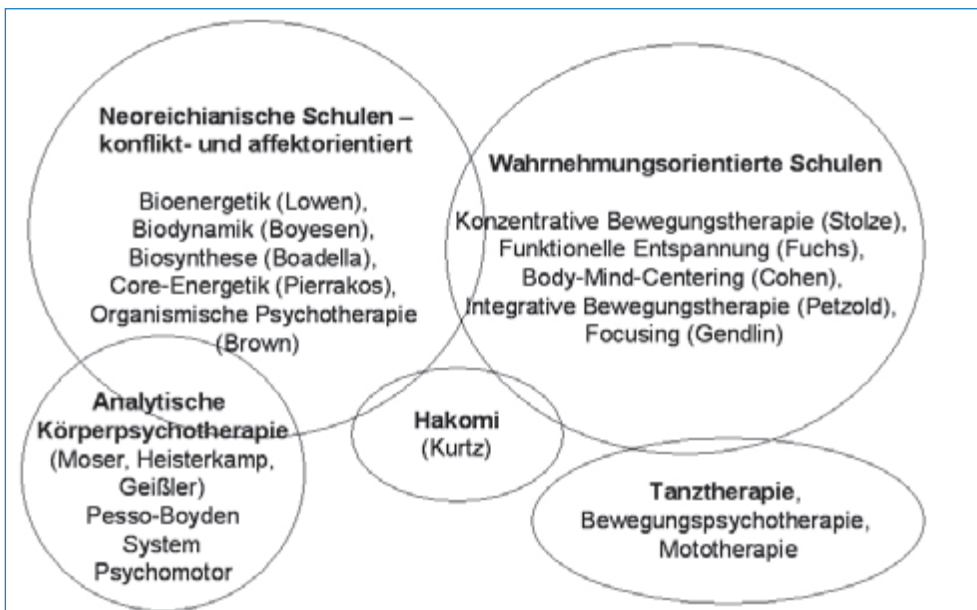 Neoreichianische Schulen –
konflikt- und affektorientiert
Bioenergetik (Lowen),
Biodynamik (Boyesen),
Biosynthese (Boadella),
Core-Energetik (Pierrakos),
Organismische Psychotherapie
(Brown)
Wahrnehmungsorientierte Schulen
Konzentrative Bewegungstherapie (Stolze),
Funktionelle Entspannung (Fuchs),
Body-Mind-Centering (Cohen),
Integrative Bewegungstherapie (Petzold),
Focusing (Gendlin)
Analytische
Körperpsychotherapie
(Moser, Heisterkamp,
Geißler)
Pesso-Boyden
System
Psychomotor
Hakomi
(Kurtz)
Tanztherapie,
Bewegungspsychotherapie,
Mototherapie